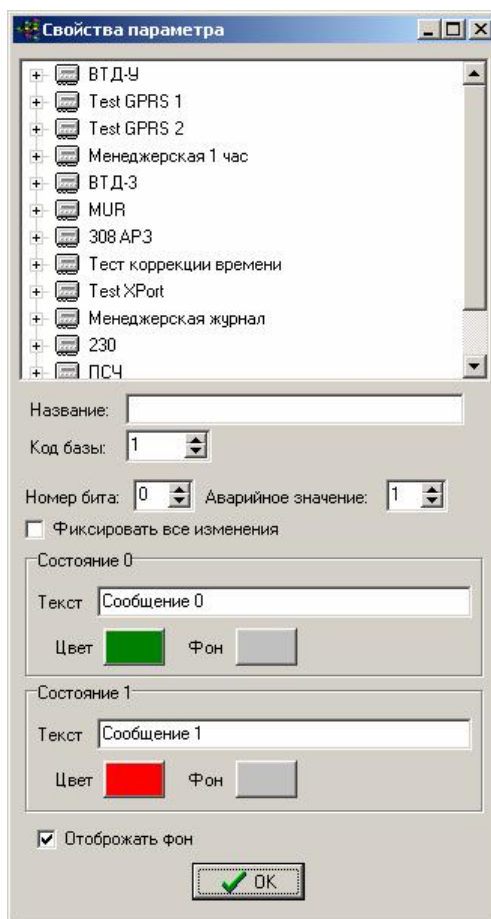 Свойства параметра
ВТД-У
Test GPRS 1
Test GPRS 2
Менеджерская 1 час
ВТД-3
MUR
308 АРЗ
Тест коррекции времени
Test XPort
Менеджерская журнал
230
ПСЧ
Название:
Код базы: 1
Номер бита: 0 Аварийное значение: 1
Фиксировать все изменения
Состояние 0
Текст Сообщение 0
Цвет Фон
Состояние 1
Текст Сообщение 1
Цвет Фон
Отоброжать фон
OK